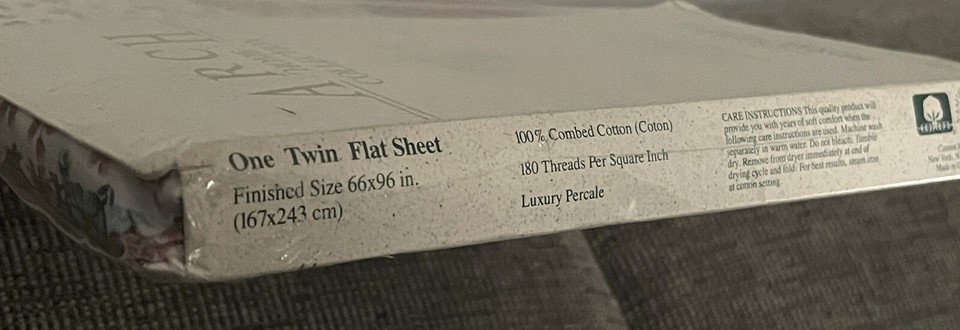 ARCH
One Twin Flat Sheet
Finished Size 66x96 in.
(167x243 cm)
100% Combed Cotton (Coton)
180 Threads Per Square Inch
Luxury Percale
CARE INSTRUCTIONS This quality product will
provide you with years of soft comfort when the
following care instructions are used. Machine wash
separately in warm water. Do not bleach. Tumble
dry. Remove from dryer immediately at end of
drying cycle and fold. For best results, steam iron
at cotton setting.